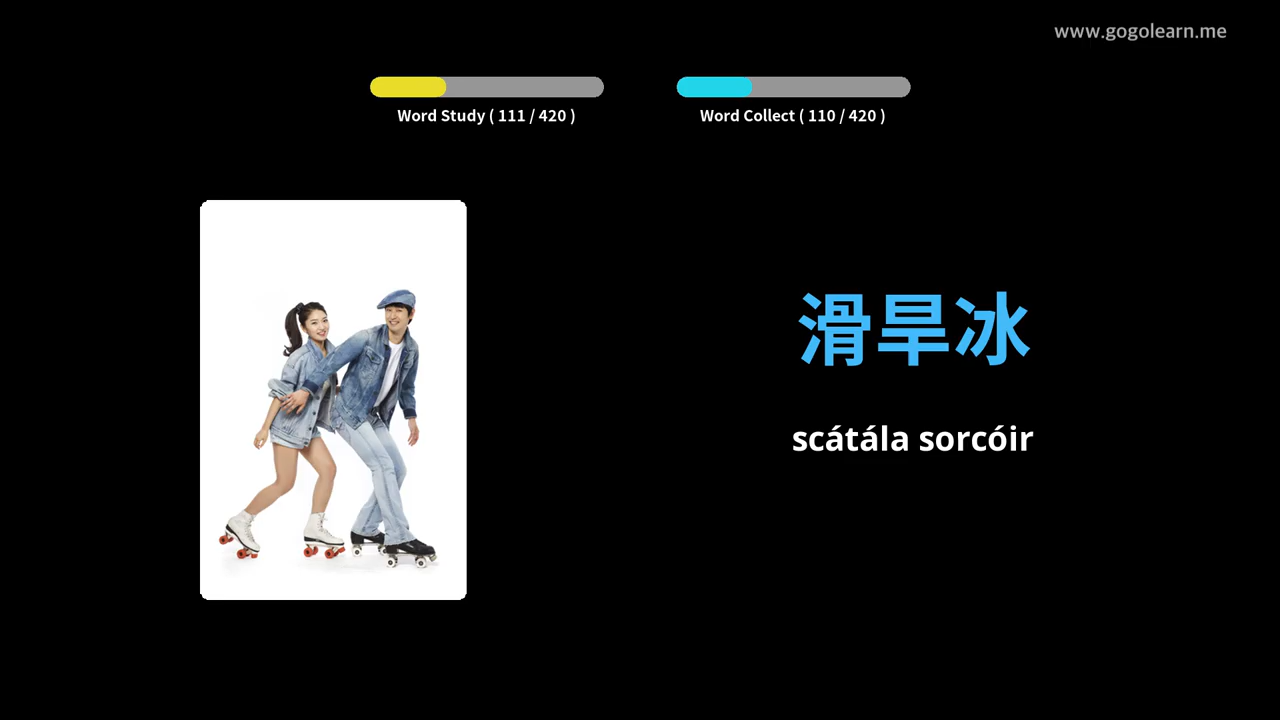 www.gogolearn.me
Word Study ( 111 / 420 )
Word Collect ( 110 / 420 )
滑旱冰
scátála sorcóir